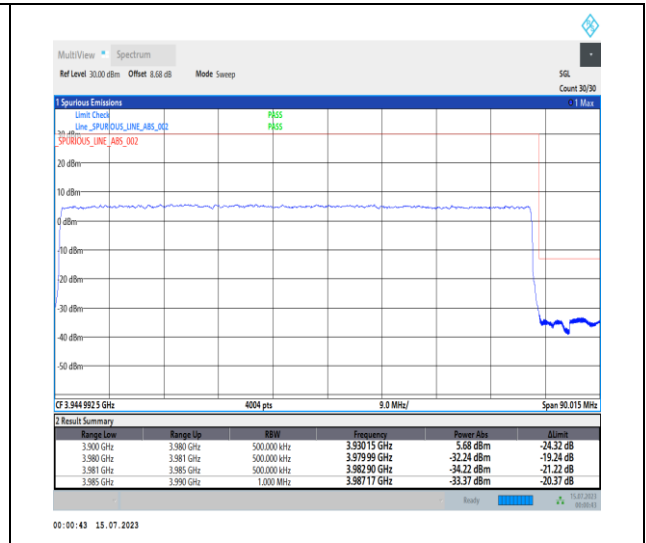 MultiView Spectrum
Ref Level 30.00 dBm Offset 8.68 dB Mode Sweep SGL
Count 30/30
1 Spurious Emissions 1 Max
Limit Check PASS
Line _SPURIOUS_LINE_ABS_002 PASS
30 dBm
_SPURIOUS_LINE_ABS_002
20 dBm
10 dBm
0 dBm
-10 dBm
-20 dBm
-30 dBm
-40 dBm
-50 dBm
CF 3.944 992 5 GHz 4004 pts 9.0 MHz/ Span 90.015 MHz
2 Result Summary
Range Low Range Up RBW Frequency Power Abs ΔLimit
3.900 GHz 3.980 GHz 500.000 kHz 3.930 15 GHz 5.68 dBm -24.32 dB
3.980 GHz 3.981 GHz 500.000 kHz 3.979 99 GHz -32.24 dBm -19.24 dB
3.981 GHz 3.985 GHz 500.000 kHz 3.982 90 GHz -34.22 dBm -21.22 dB
3.985 GHz 3.990 GHz 1.000 MHz 3.987 17 GHz -33.37 dBm -20.37 dB
Ready 15.07.2023
00:00:43
00:00:43 15.07.2023